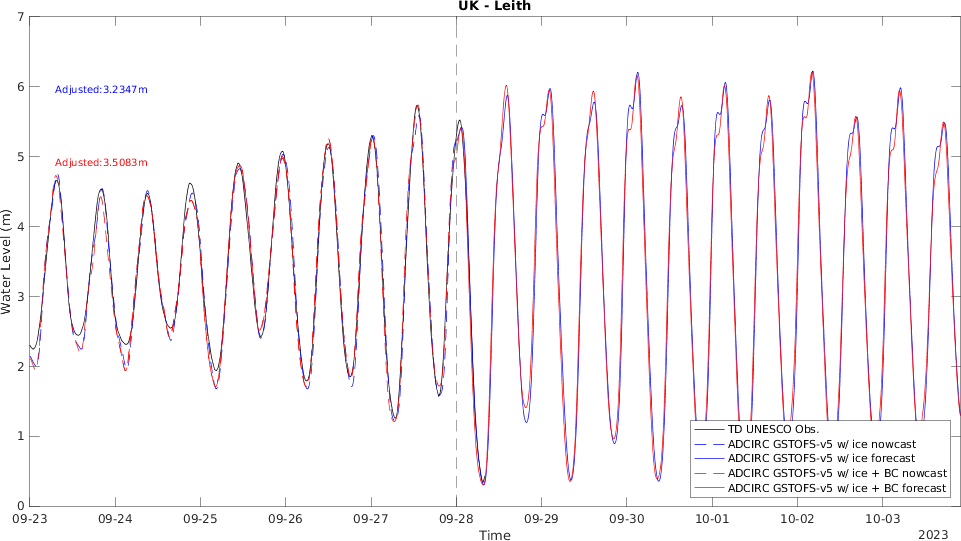 UK - Leith
7
6
5
4
3
2
1
0
Water Level (m)
Adjusted:3.2347m
Adjusted:3.5083m
TD UNESCO Obs.
ADCIRC GSTOFS-v5 w/ ice nowcast
ADCIRC GSTOFS-v5 w/ ice forecast
ADCIRC GSTOFS-v5 w/ ice + BC nowcast
ADCIRC GSTOFS-v5 w/ ice + BC forecast
09-23 09-24 09-25 09-26 09-27 09-28 09-29 09-30 10-01 10-02 10-03
2023
Time